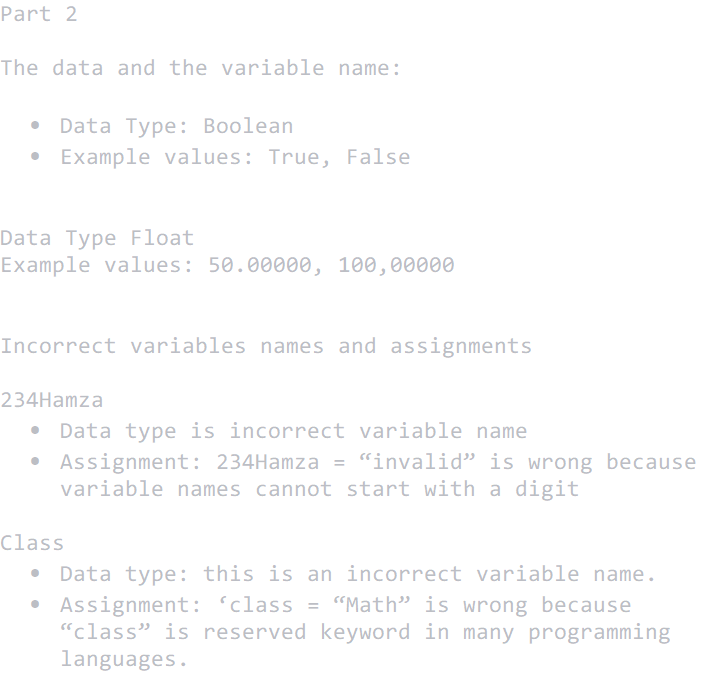 Part 2
The data and the variable name:
• Data Type: Boolean
• Example values: True, False
Data Type Float
Example values: 50.00000, 100,00000
Incorrect variables names and assignments
234Hamza
• Data type is incorrect variable name
• Assignment: 234Hamza = “invalid” is wrong because
variable names cannot start with a digit
Class
• Data type: this is an incorrect variable name.
• Assignment: ‘class = “Math” is wrong because
“class” is reserved keyword in many programming
languages.